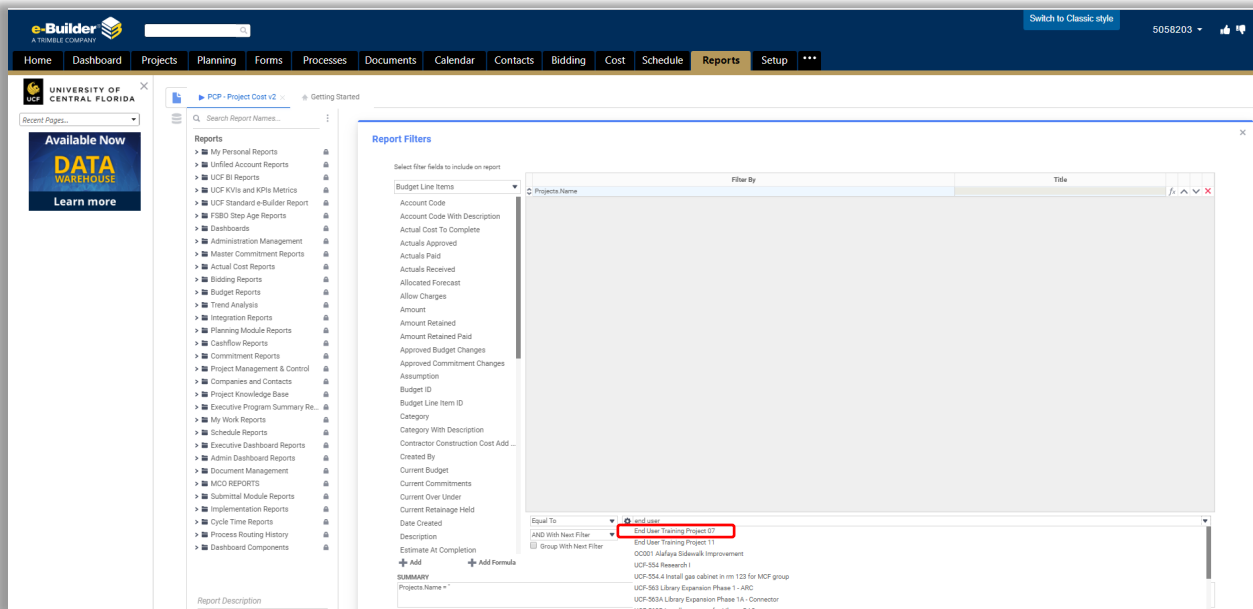 Switch to Classic style
e-Builder
A TRIMBLE COMPANY
5058203
Home Dashboard Projects Planning Forms Processes Documents Calendar Contacts Bidding Cost Schedule Reports Setup •••
UCF
UNIVERSITY OF
CENTRAL FLORIDA
Recent Pages...
Available Now
DATA
WAREHOUSE
Learn more
PCP - Project Cost v2
Getting Started
Search Report Names...
Reports
My Personal Reports
Unfiled Account Reports
UCF BI Reports
UCF KVIs and KPIs Metrics
UCF Standard e-Builder Report
FSBO Step Age Reports
Dashboards
Administration Management
Master Commitment Reports
Actual Cost Reports
Bidding Reports
Budget Reports
Trend Analysis
Integration Reports
Planning Module Reports
Cashflow Reports
Commitment Reports
Project Management & Control
Companies and Contacts
Project Knowledge Base
Executive Program Summary Re...
My Work Reports
Schedule Reports
Executive Dashboard Reports
Admin Dashboard Reports
Document Management
MCO REPORTS
Submittal Module Reports
Implementation Reports
Cycle Time Reports
Process Routing History
Dashboard Components
Report Description
Report Filters
Select filter fields to include on report
Budget Line Items
Account Code
Account Code With Description
Actual Cost To Complete
Actuals Approved
Actuals Paid
Actuals Received
Allocated Forecast
Allow Charges
Amount
Amount Retained
Amount Retained Paid
Approved Budget Changes
Approved Commitment Changes
Assumption
Budget ID
Budget Line Item ID
Category
Category With Description
Contractor Construction Cost Add ...
Created By
Current Budget
Current Commitments
Current Over Under
Current Retainage Held
Date Created
Description
Estimate At Completion
Add Add Formula
SUMMARY
Projects.Name = '
Filter By Title
Projects.Name
fx
Equal To
end user
AND With Next Filter
Group With Next Filter
End User Training Project 07
End User Training Project 11
OC001 Alafaya Sidewalk Improvement
UCF-554 Research I
UCF-554.4 Install gas cabinet in rm 123 for MCF group
UCF-563 Library Expansion Phase 1 - ARC
UCF-563A Library Expansion Phase 1A - Connector